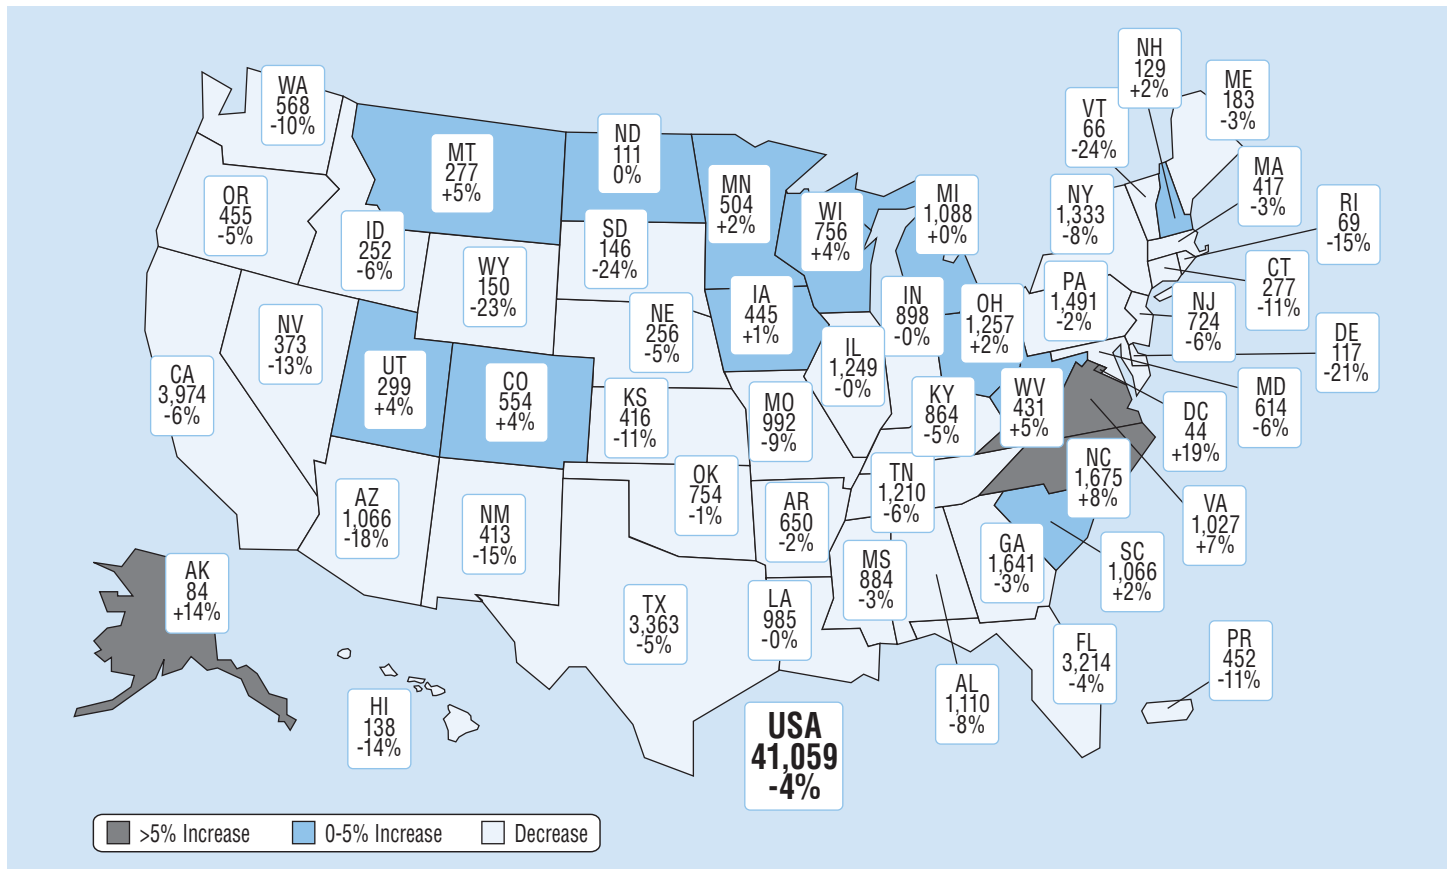 NH
129
+2%
ME
183
-3%
WA
568
-10%
VT
66
-24%
ND
111
0%
MT
277
+5%
MA
417
-3%
MN
504
+2%
MI
1,088
+0%
NY
1,333
-8%
OR
455
-5%
RI
69
-15%
WI
756
+4%
ID
252
-6%
SD
146
-24%
WY
150
-23%
CT
277
-11%
PA
1,491
-2%
IA
445
+1%
IN
898
-0%
OH
1,257
+2%
NJ
724
-6%
NE
256
-5%
NV
373
-13%
DE
117
-21%
IL
1,249
-0%
UT
299
+4%
CO
554
+4%
CA
3,974
-6%
MD
614
-6%
WV
431
+5%
KY
864
-5%
KS
416
-11%
MO
992
-9%
DC
44
+19%
NC
1,675
+8%
TN
1,210
-6%
OK
754
-1%
AZ
1,066
-18%
AR
650
-2%
VA
1,027
+7%
NM
413
-15%
GA
1,641
-3%
SC
1,066
+2%
MS
884
-3%
AK
84
+14%
LA
985
-0%
TX
3,363
-5%
FL
3,214
-4%
PR
452
-11%
AL
1,110
-8%
HI
138
-14%
USA
41,059
-4%
>5% Increase
0-5% Increase
Decrease